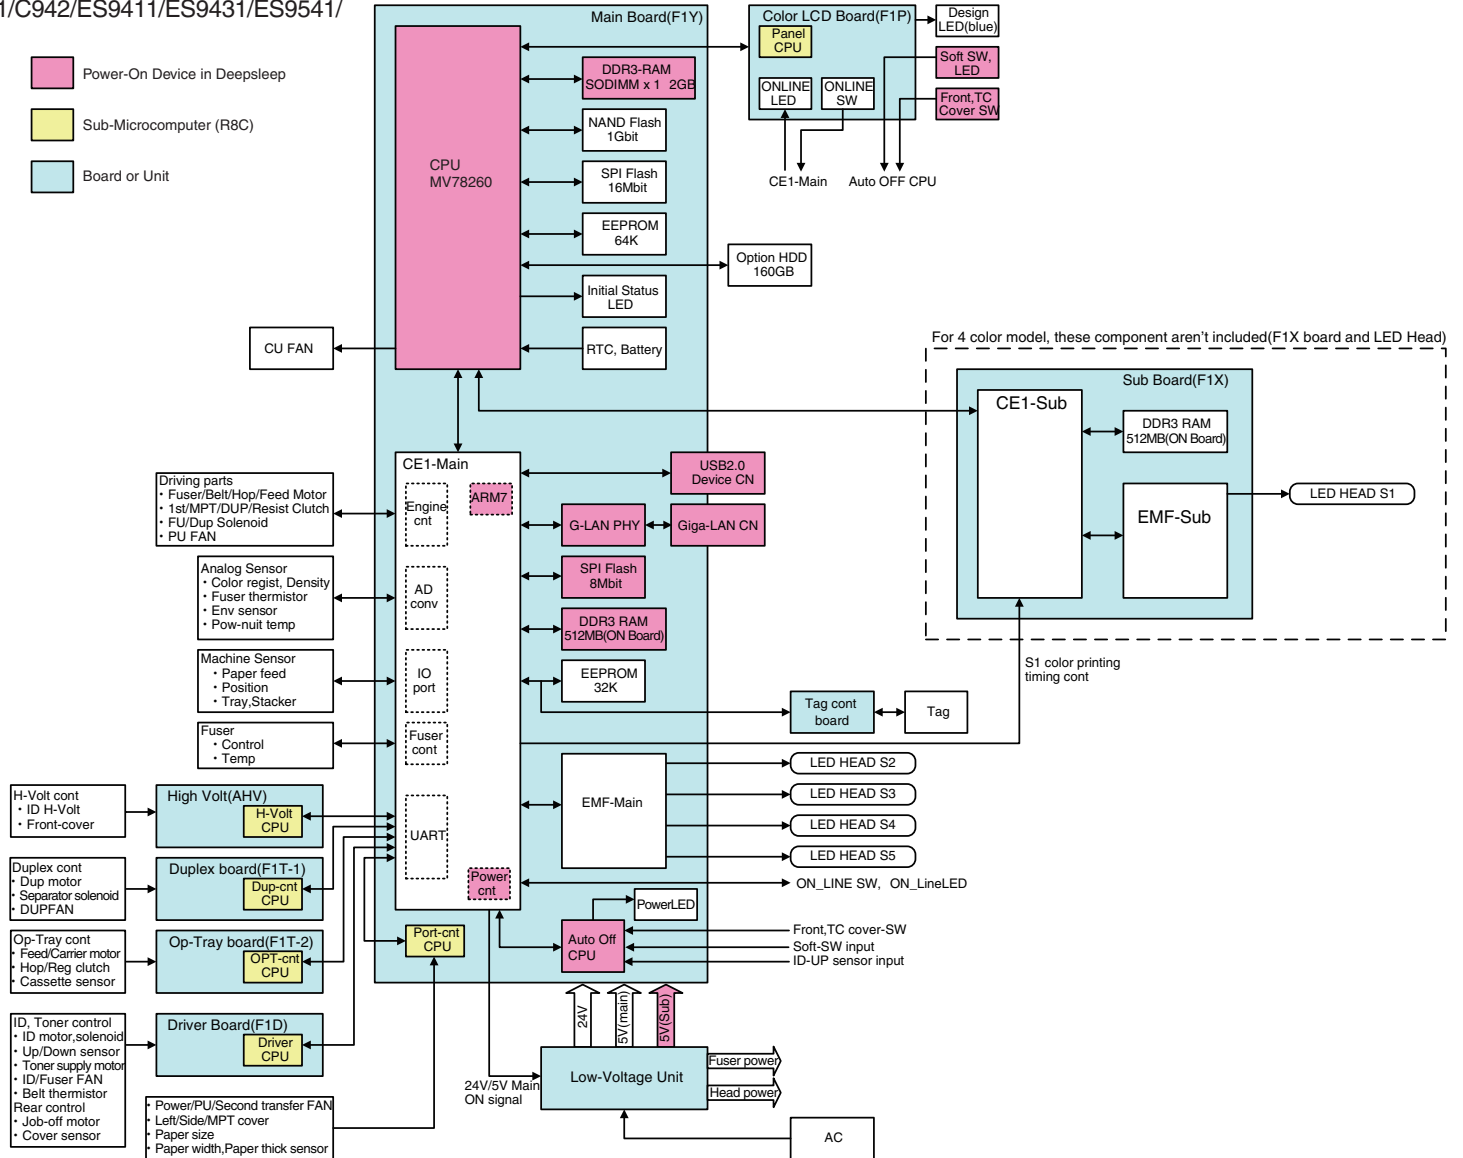 1/C942/ES9411/ES9431/ES9541/
Power-On Device in Deepsleep
Sub-Microcomputer (R8C)
Board or Unit
Main Board(F1Y)
CPU
MV78260
DDR3-RAM
SODIMM x 1 2GB
NAND Flash
1Gbit
SPI Flash
16Mbit
EEPROM
64K
Initial Status
LED
RTC, Battery
Option HDD
160GB
CU FAN
Color LCD Board(F1P)
Panel
CPU
ONLINE
LED
ONLINE
SW
Design
LED(blue)
Soft SW,
LED
Front,TC
Cover SW
CE1-Main
Auto OFF CPU
For 4 color model, these component aren't included(F1X board and LED Head)
Sub Board(F1X)
CE1-Sub
DDR3 RAM
512MB(ON Board)
EMF-Sub
LED HEAD S1
S1 color printing
timing cont
CE1-Main
Engine
cnt
ARM7
AD
conv
IO
port
Fuser
cont
UART
Power
cnt
USB2.0
Device CN
G-LAN PHY
Giga-LAN CN
SPI Flash
8Mbit
DDR3 RAM
512MB(ON Board)
EEPROM
32K
Tag cont
board
Tag
EMF-Main
LED HEAD S2
LED HEAD S3
LED HEAD S4
LED HEAD S5
ON_LINE SW, ON_LineLED
PowerLED
Auto Off
CPU
Front,TC cover-SW
Soft-SW input
ID-UP sensor input
Port-cnt
CPU
Driving parts
・Fuser/Belt/Hop/Feed Motor
・1st/MPT/DUP/Resist Clutch
・FU/Dup Solenoid
・PU FAN
Analog Sensor
・Color regist, Density
・Fuser thermistor
・Env sensor
・Pow-nuit temp
Machine Sensor
・Paper feed
・Position
・Tray,Stacker
Fuser
・Control
・Temp
H-Volt cont
・ID H-Volt
・Front-cover
High Volt(AHV)
H-Volt
CPU
Duplex cont
・Dup motor
・Separator solenoid
・DUPFAN
Duplex board(F1T-1)
Dup-cnt
CPU
Op-Tray cont
・Feed/Carrier motor
・Hop/Reg clutch
・Cassette sensor
Op-Tray board(F1T-2)
OPT-cnt
CPU
ID, Toner control
・ID motor,solenoid
・Up/Down sensor
・Toner supply motor
・ID/Fuser FAN
・Belt thermistor
Rear control
・Job-off motor
・Cover sensor
Driver Board(F1D)
Driver
CPU
・Power/PU/Second transfer FAN
・Left/Side/MPT cover
・Paper size
・Paper width,Paper thick sensor
24V
5V(main)
5V(Sub)
24V/5V Main
ON signal
Low-Voltage Unit
Fuser power
Head power
AC